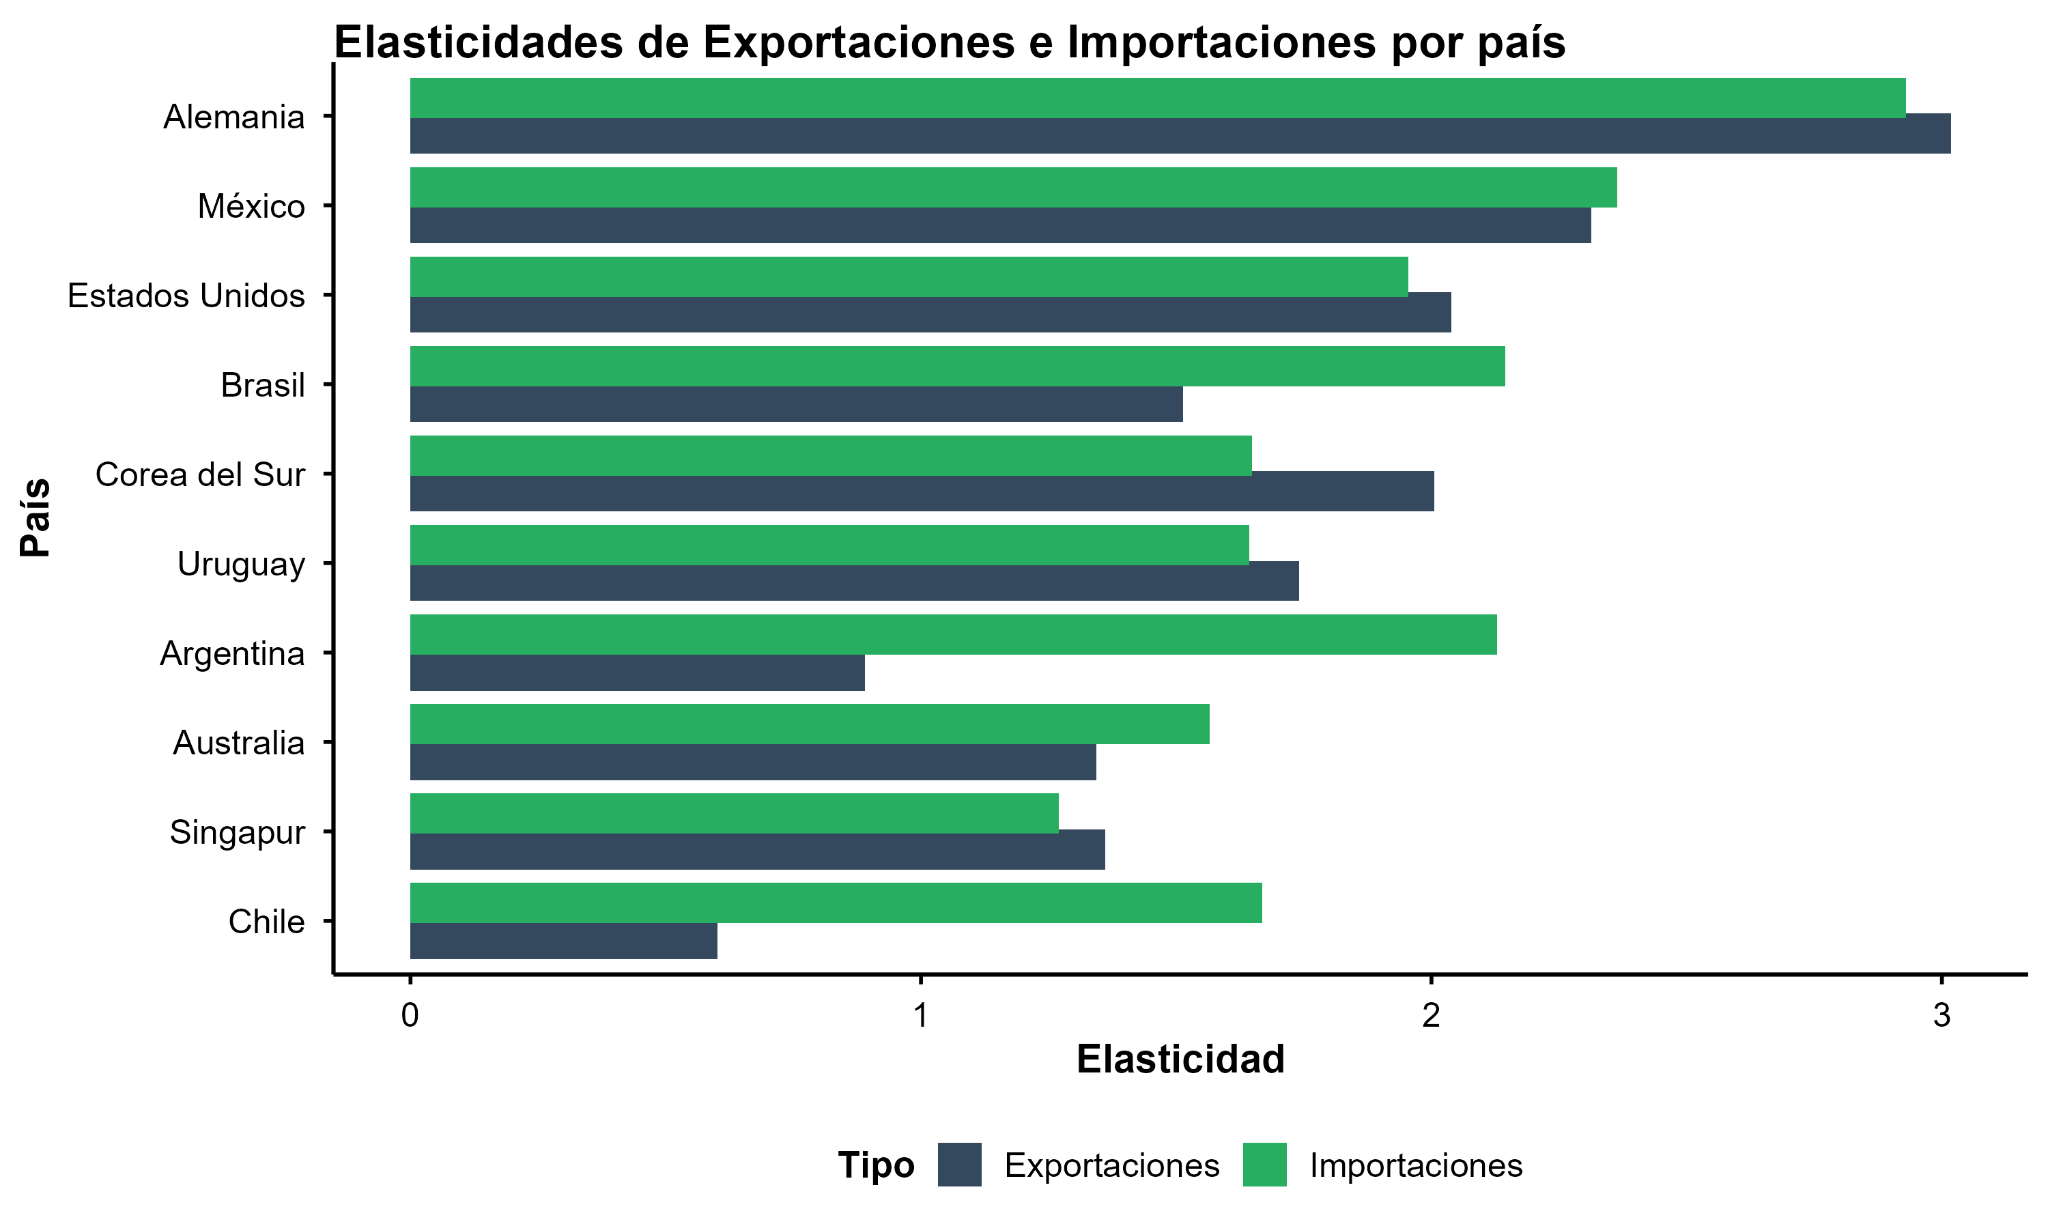 Elasticidades de Exportaciones e Importaciones por país
País
Alemania
México
Estados Unidos
Brasil
Corea del Sur
Uruguay
Argentina
Australia
Singapur
Chile
0 1 2 3
Elasticidad
Tipo Exportaciones Importaciones